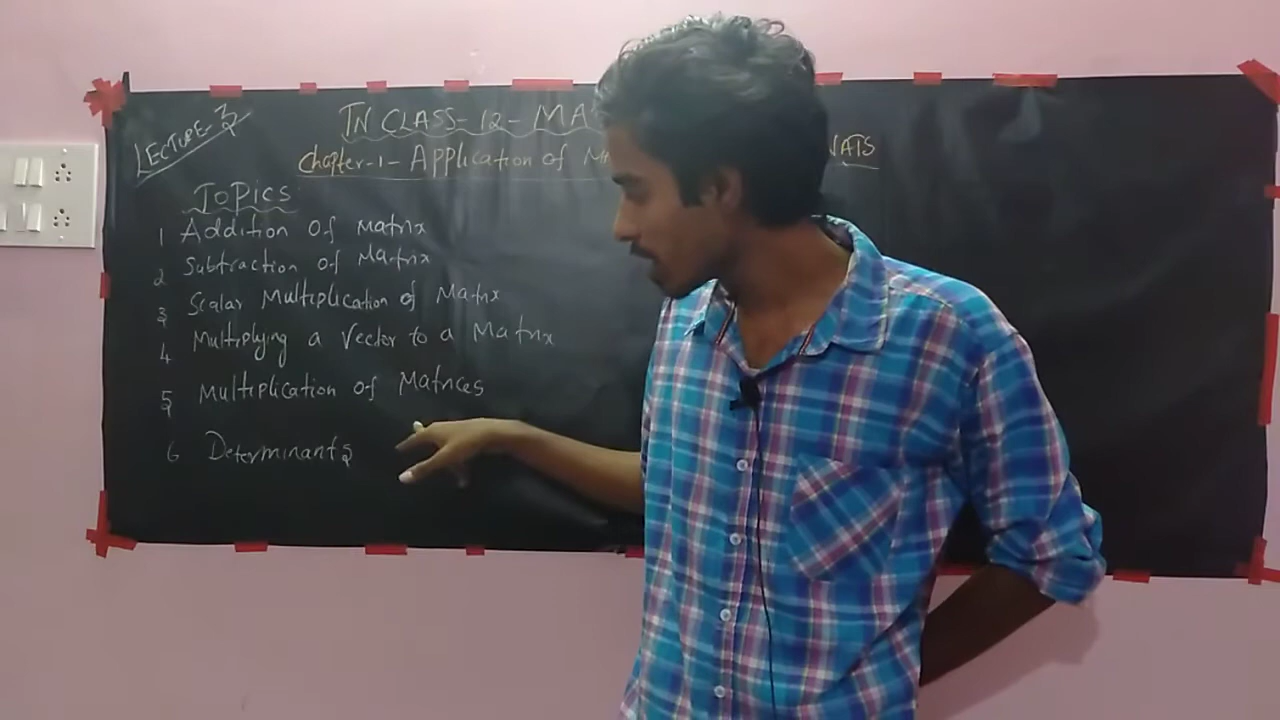 LECTURE-3
TN CLASS-12-MA
Chapter-1-Application of M NATS
Topics
1 Addition of matrix
2 Subtraction of Matrix
3 Scalar Multiplication of Matrix
4 Multiplying a vector to a Matrix
5 Multiplication of Matrices
6 Determinants